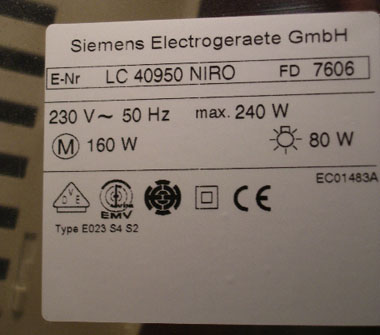 Siemens Electrogeraete GmbH
E-Nr LC 40950 NIRO FD 7606
230 V ~ 50 Hz max. 240 W
M 160 W 80 W
EC01483A
DVE
EMV
CE
Type E023 S4 S2